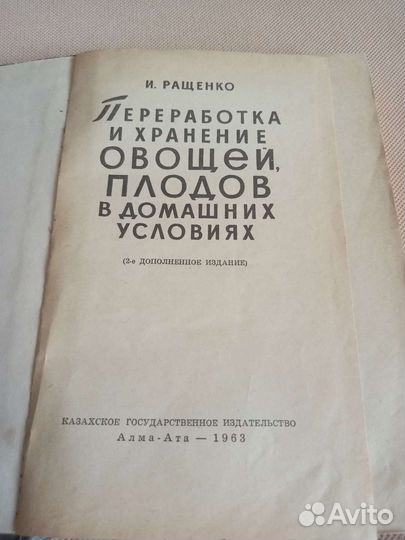 И. РАЩЕНКО
ПЕРЕРАБОТКА
И ХРАНЕНИЕ
ОВОЩЕЙ,
ПЛОДОВ
В ДОМАШНИХ
УСЛОВИЯХ
(2-е ДОПОЛНЕННОЕ ИЗДАНИЕ)
КАЗАХСКОЕ ГОСУДАРСТВЕННОЕ ИЗДАТЕЛЬСТВО
Алма-Ата — 1963
Avito